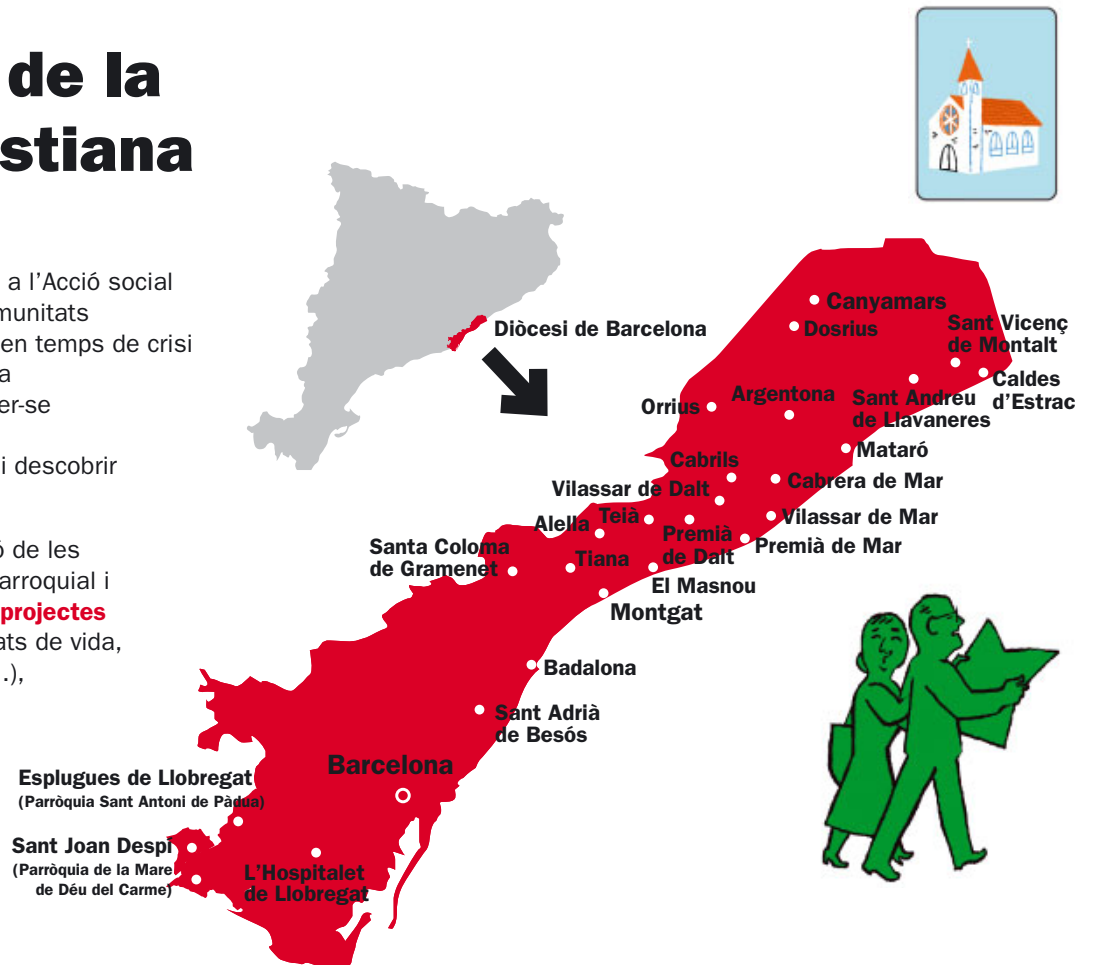 de la
stiana
a l’Acció social
munitats
en temps de crisi
a
er-se
i descobrir
ó de les
arroquial i
projectes
ats de vida,
.),
Diòcesi de Barcelona
Canyamars
Dosrius
Sant Vicenç
de Montalt
Caldes
d’Estrac
Sant Andreu
de Llavaneres
Argentona
Orrius
Mataró
Cabrils
Cabrera de Mar
Vilassar de Dalt
Vilassar de Mar
Teià
Alella
Premià
de Dalt
Premià de Mar
Santa Coloma
de Gramenet
Tiana
El Masnou
Montgat
Badalona
Sant Adrià
de Besós
Barcelona
Esplugues de Llobregat
(Parròquia Sant Antoni de Pàdua)
Sant Joan Despí
(Parròquia de la Mare
de Déu del Carme)
L’Hospitalet
de Llobregat